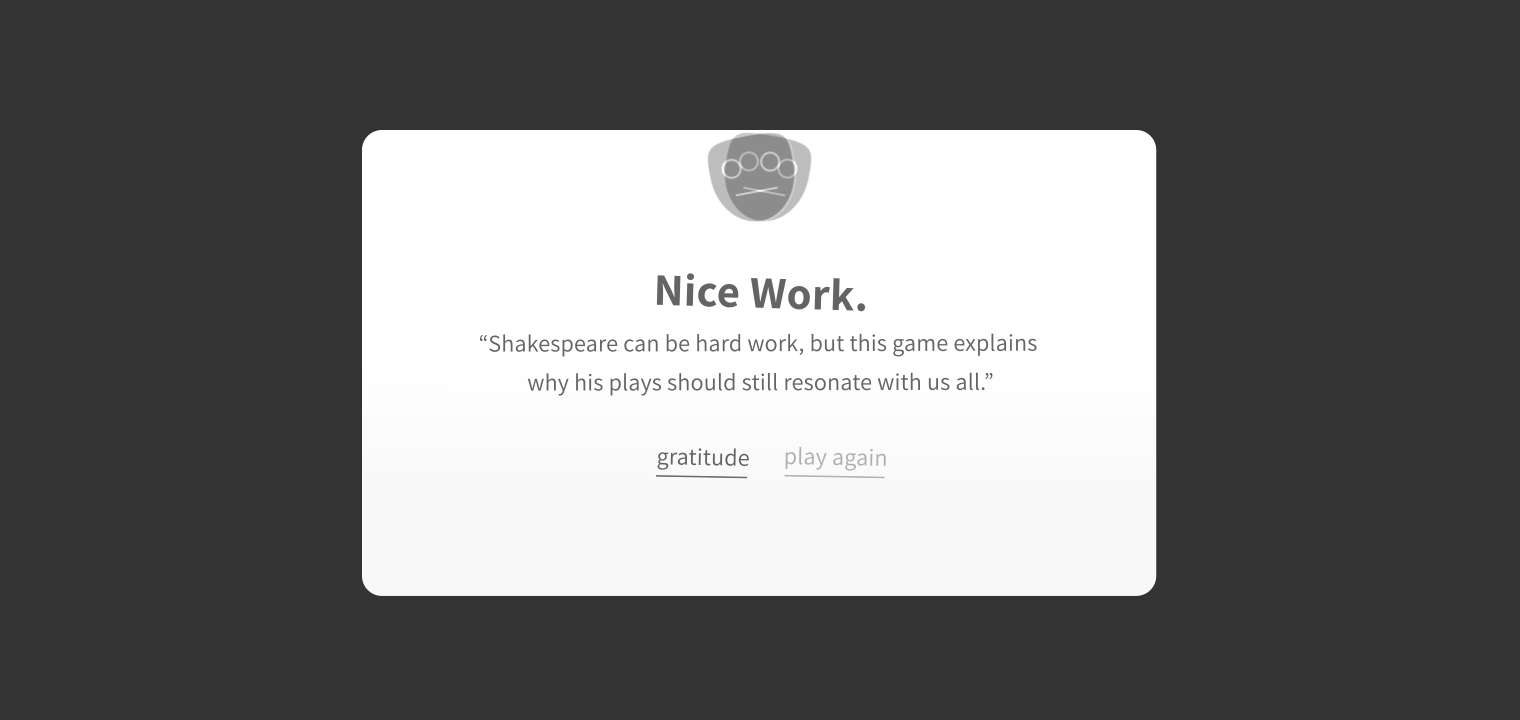 Nice Work.
“Shakespeare can be hard work, but this game explains
why his plays should still resonate with us all.”
gratitude play again